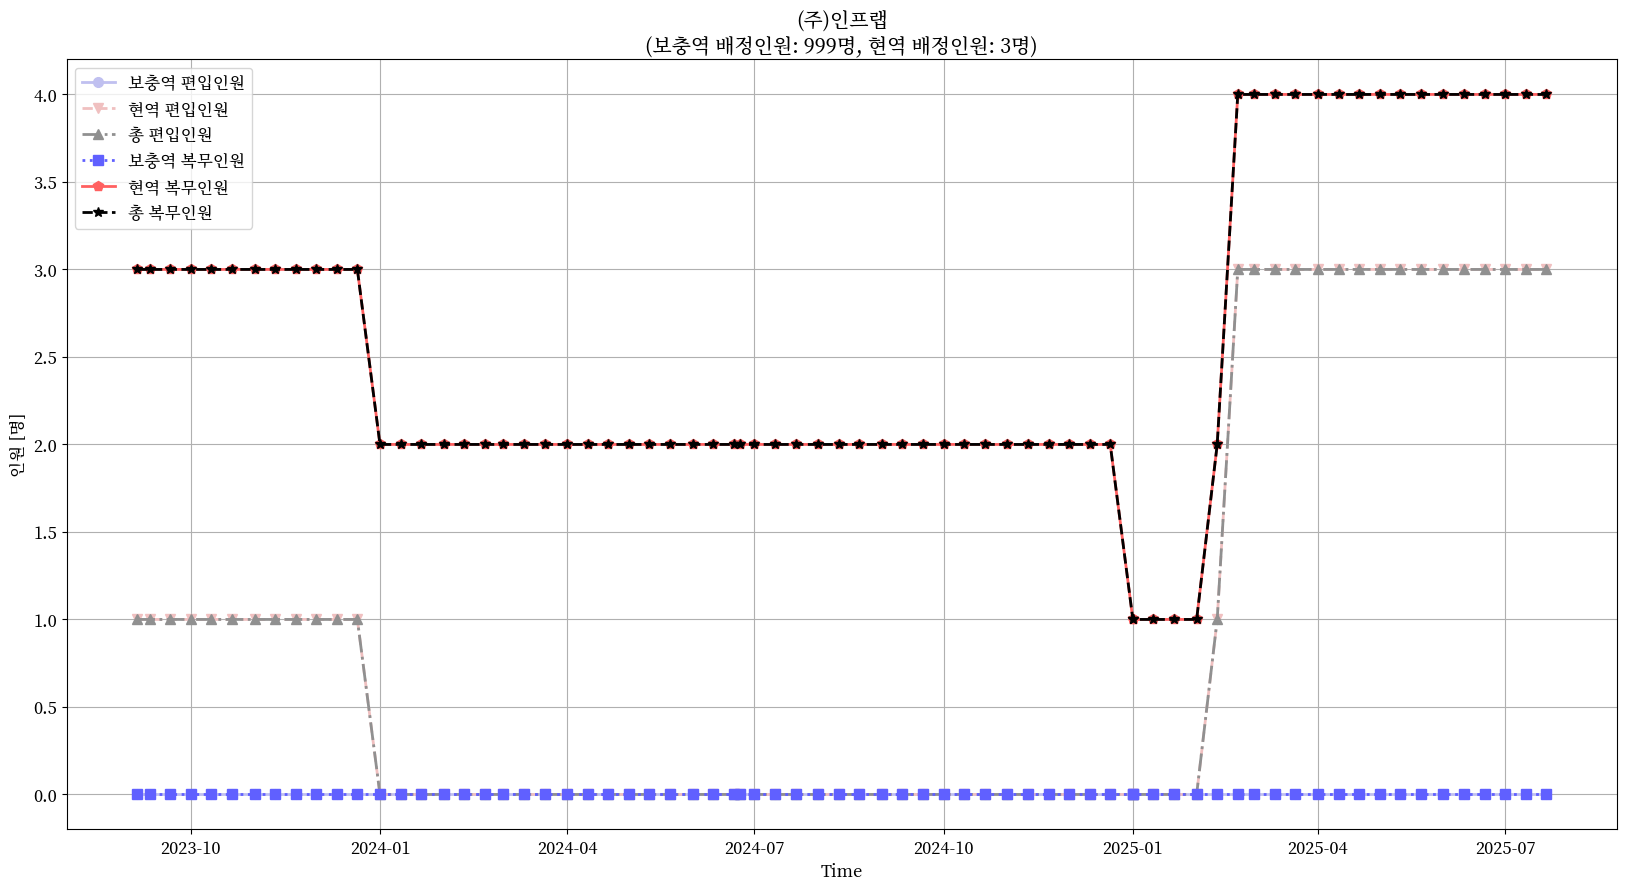 (주)인프랩
(보충역 배정인원: 999명, 현역 배정인원: 3명)
보충역 편입인원
현역 편입인원
총 편입인원
보충역 복무인원
현역 복무인원
총 복무인원
4.0
3.5
3.0
2.5
2.0
1.5
1.0
0.5
0.0
인원 [명]
2023-10 2024-01 2024-04 2024-07 2024-10 2025-01 2025-04 2025-07
Time